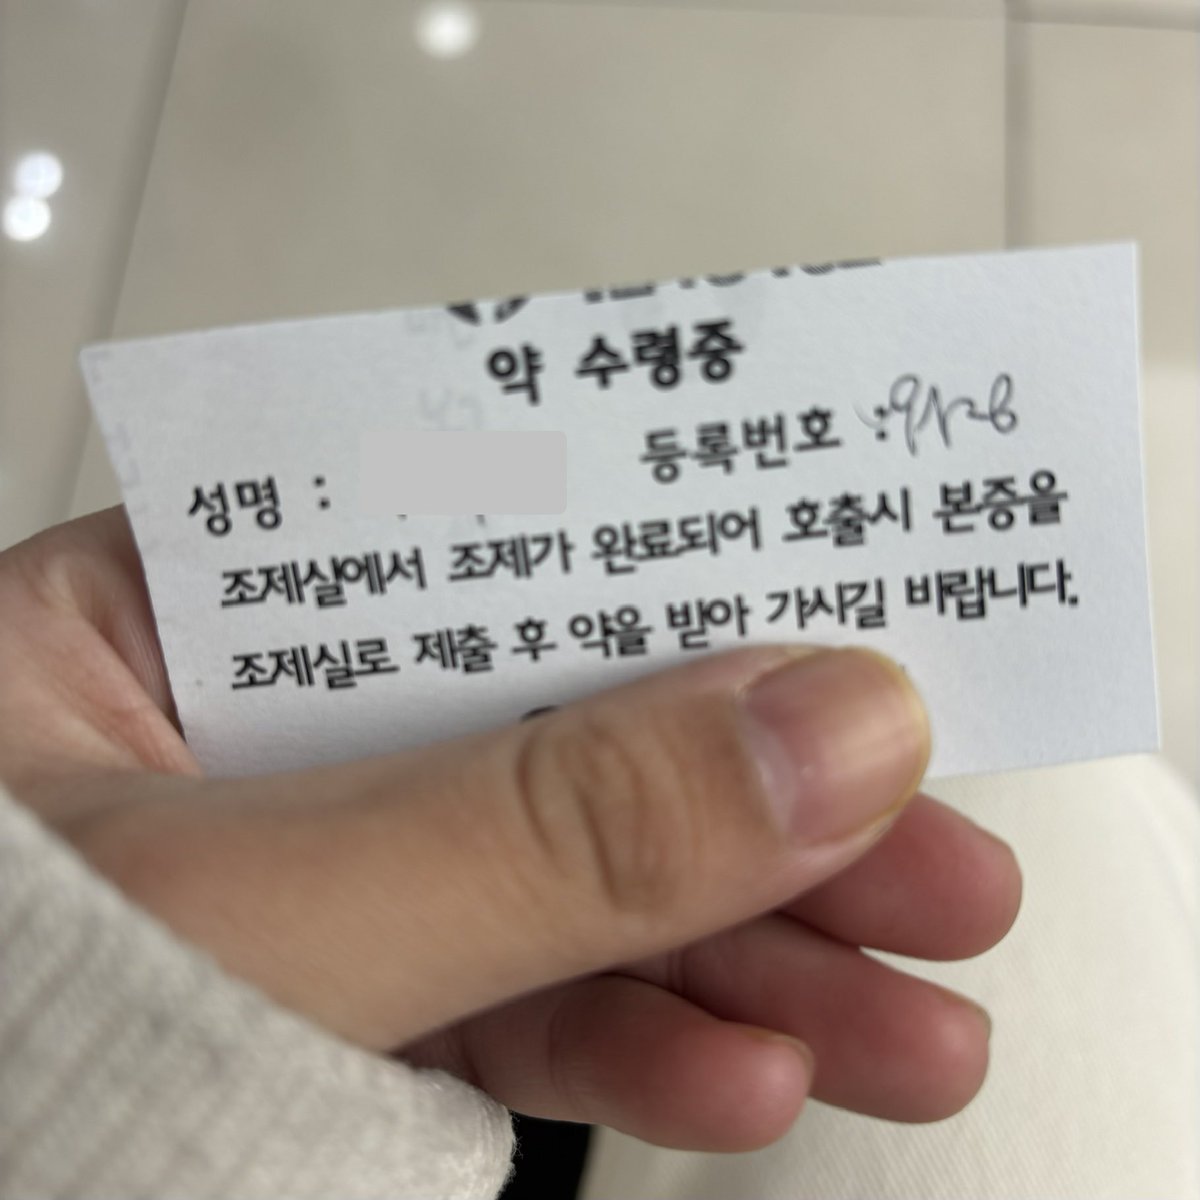 약 수령증
성명 : 등록번호 :
조제실에서 조제가 완료되어 호출시 본증을
조제실로 제출 후 약을 받아 가시길 바랍니다.